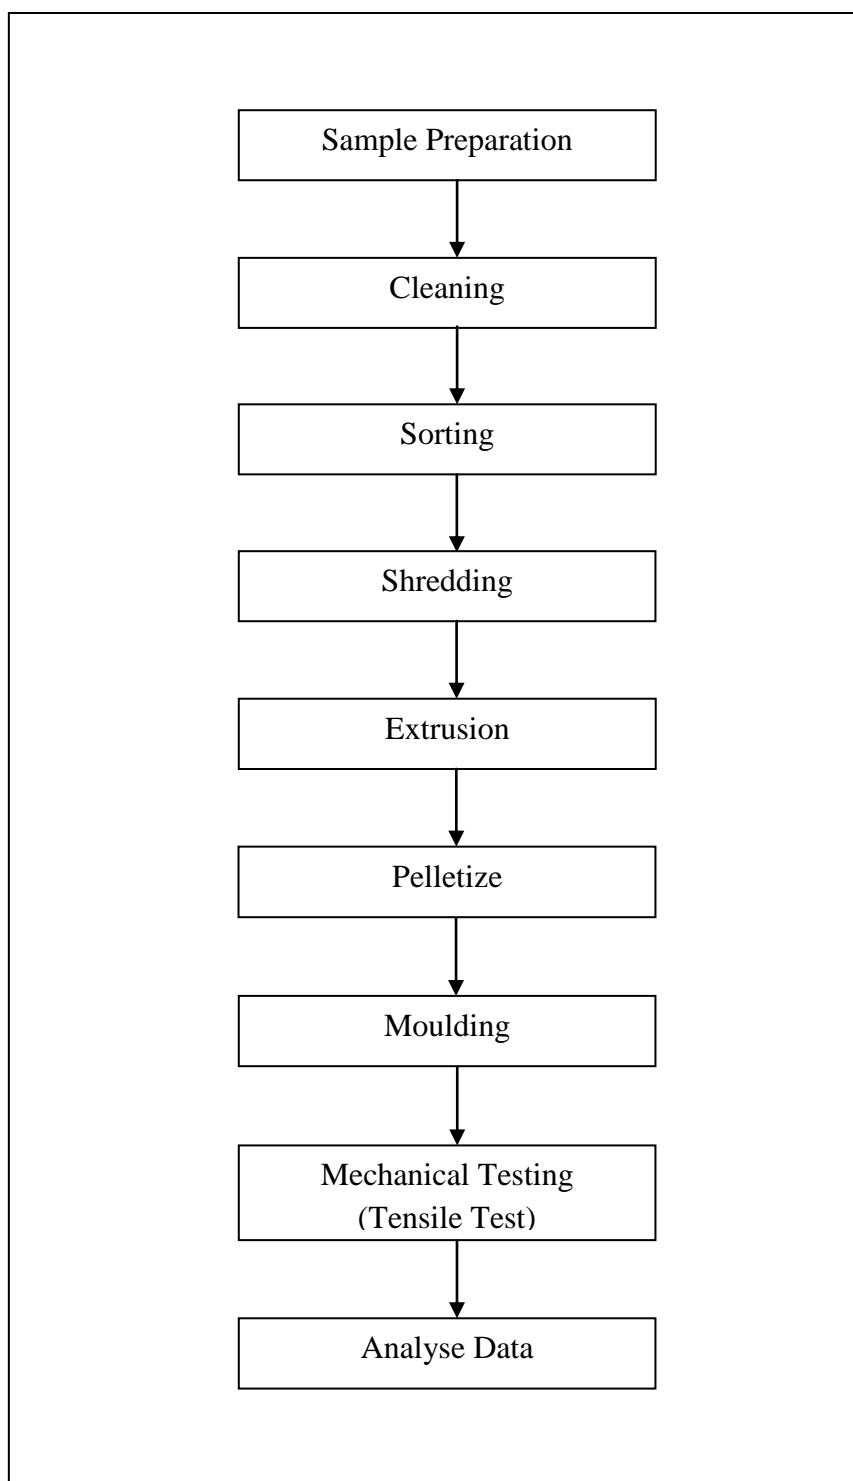 Sample Preparation
Cleaning
Sorting
Shredding
Extrusion
Pelletize
Moulding
Mechanical Testing
(Tensile Test)
Analyse Data